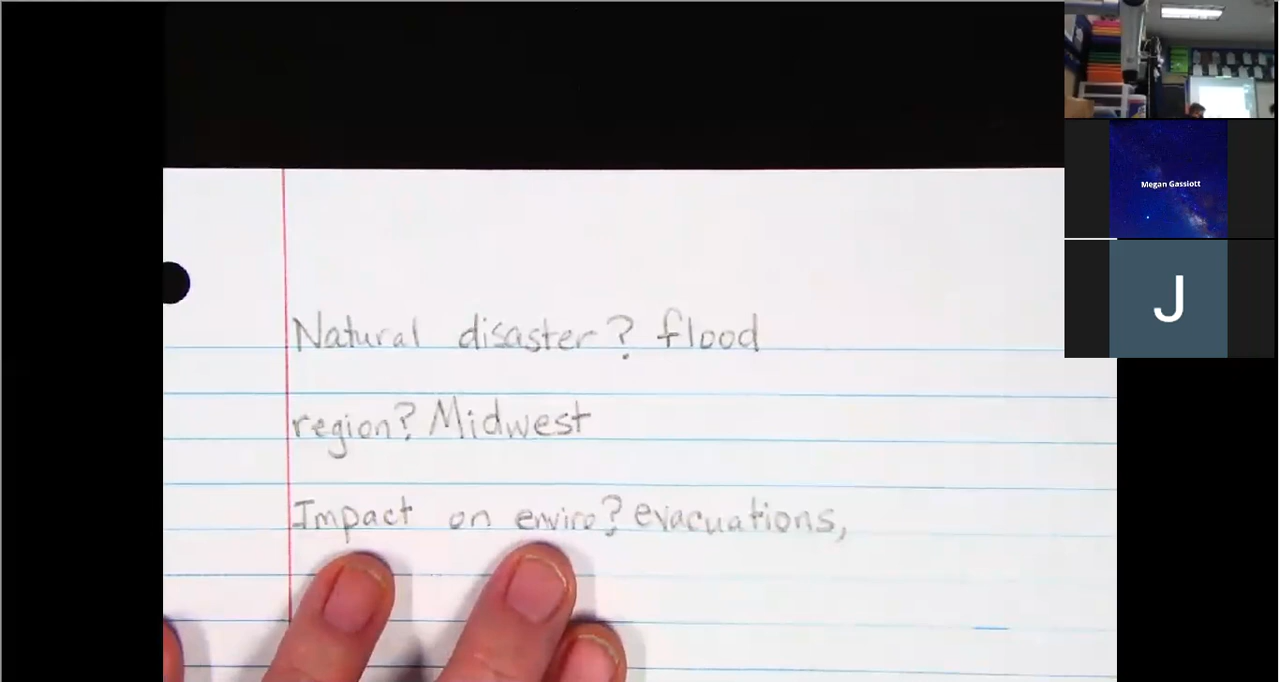 Natural disaster? flood
region? Midwest
Impact on enviro? evacuations,
Megan Gassiott
J